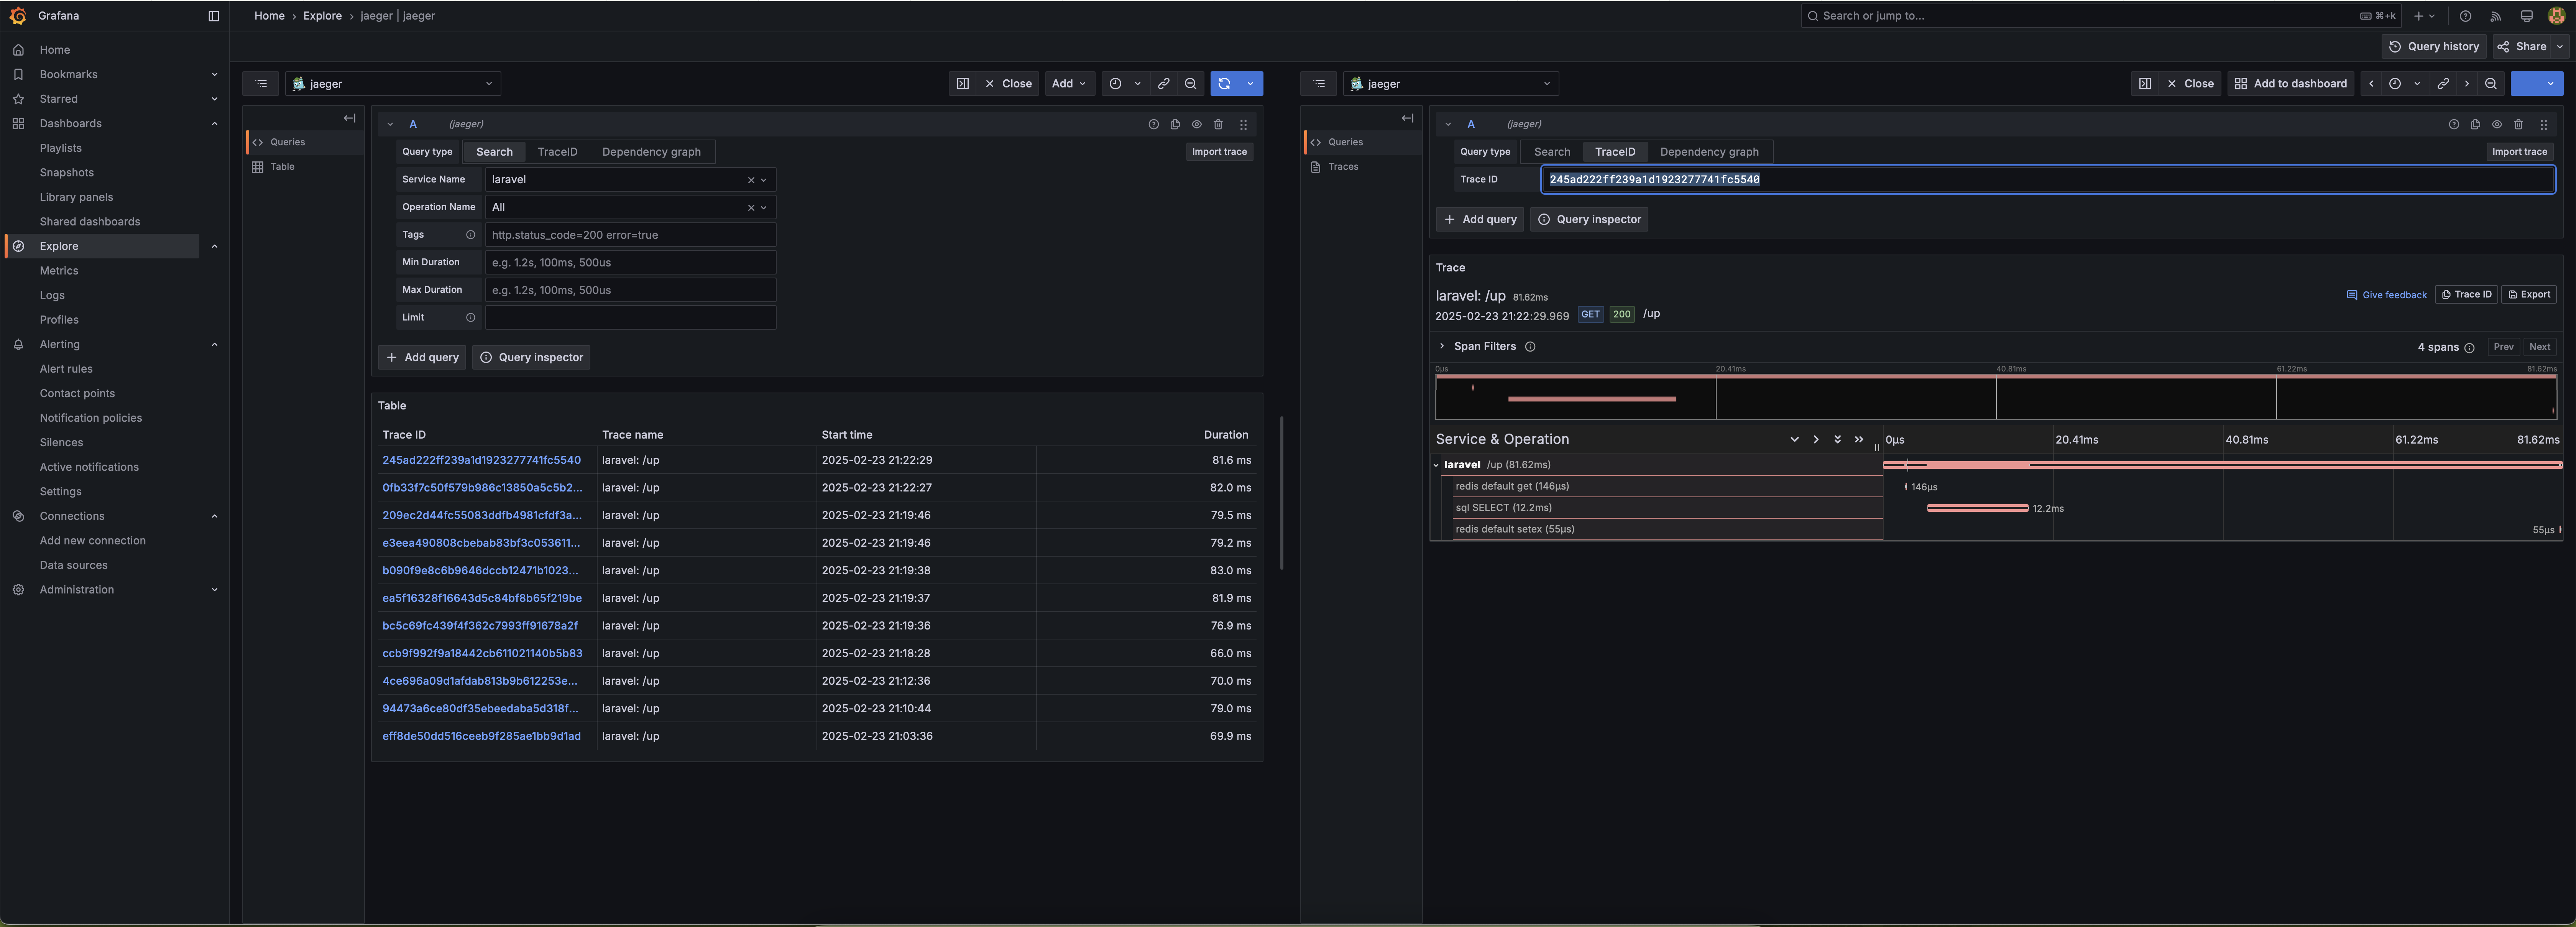 Grafana
Home › Explore › jaeger | jaeger
Search or jump to...
⌘+k
Query history
Share
Home
Bookmarks
Starred
Dashboards
Playlists
Snapshots
Library panels
Shared dashboards
Explore
Metrics
Logs
Profiles
Alerting
Alert rules
Contact points
Notification policies
Silences
Active notifications
Settings
Connections
Add new connection
Data sources
Administration
jaeger
Close
Add
Queries
Table
A (jaeger)
Query type Search TraceID Dependency graph Import trace
Service Name laravel
Operation Name All
Tags http.status_code=200 error=true
Min Duration e.g. 1.2s, 100ms, 500us
Max Duration e.g. 1.2s, 100ms, 500us
Limit
+ Add query Query inspector
Table
Trace ID Trace name Start time Duration
245ad222ff239a1d1923277741fc5540 laravel: /up 2025-02-23 21:22:29 81.6 ms
0fb33f7c50f579b986c13850a5c5b2... laravel: /up 2025-02-23 21:22:27 82.0 ms
209ec2d44fc55083ddfb4981cfdf3a... laravel: /up 2025-02-23 21:19:46 79.5 ms
e3eea490808cbebab83bf3c053611... laravel: /up 2025-02-23 21:19:46 79.2 ms
b090f9e8c6b9646dccb12471b1023... laravel: /up 2025-02-23 21:19:38 83.0 ms
ea5f16328f16643d5c84bf8b65f219be laravel: /up 2025-02-23 21:19:37 81.9 ms
bc5c69fc439f4f362c7993ff91678a2f laravel: /up 2025-02-23 21:19:36 76.9 ms
ccb9f992f9a18442cb611021140b5b83 laravel: /up 2025-02-23 21:18:28 66.0 ms
4ce696a09d1afdab813b9b612253e... laravel: /up 2025-02-23 21:12:36 70.0 ms
94473a6ce80df35ebeedaba5d318f... laravel: /up 2025-02-23 21:10:44 79.0 ms
eff8de50dd516ceeb9f285ae1bb9d1ad laravel: /up 2025-02-23 21:03:36 69.9 ms
jaeger
Close
Add to dashboard
Queries
Traces
A (jaeger)
Query type Search TraceID Dependency graph Import trace
Trace ID 245ad222ff239a1d1923277741fc5540
+ Add query Query inspector
Trace
laravel: /up 81.62ms
Give feedback Trace ID Export
2025-02-23 21:22:29.969 GET 200 /up
Span Filters
4 spans Prev Next
0µs 20.41ms 40.81ms 61.22ms 81.62ms
Service & Operation 0µs 20.41ms 40.81ms 61.22ms 81.62ms
laravel /up (81.62ms)
redis default get (146µs) 146µs
sql SELECT (12.2ms) 12.2ms
redis default setex (55µs) 55µs